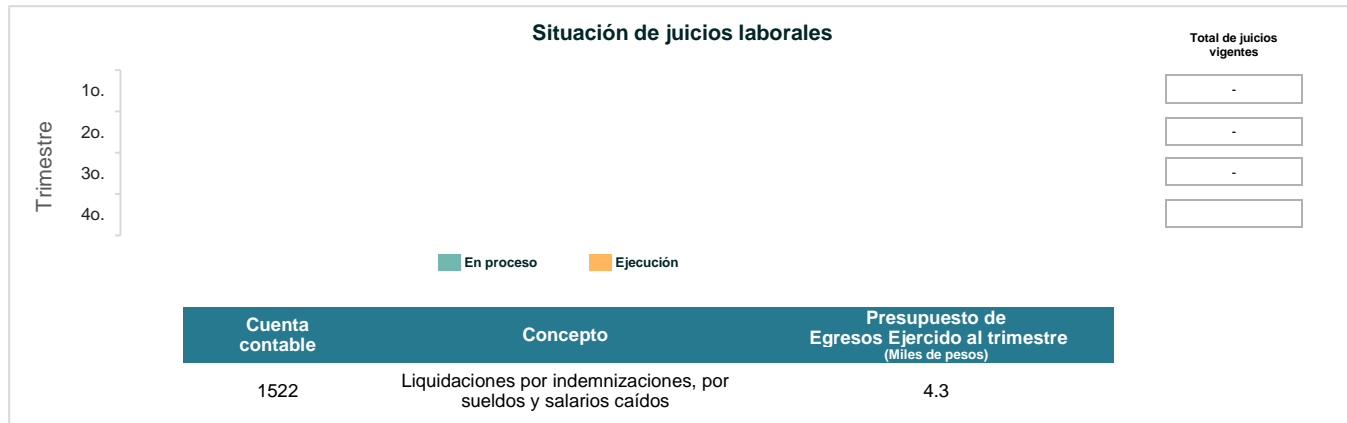 Situación de juicios laborales
Total de juicios
vigentes
Trimestre
1o.
-
2o.
-
3o.
-
4o.
En proceso
Ejecución
Cuenta
contable
Concepto
Presupuesto de
Egresos Ejercido al trimestre
(Miles de pesos)
1522
Liquidaciones por indemnizaciones, por
sueldos y salarios caídos
4.3